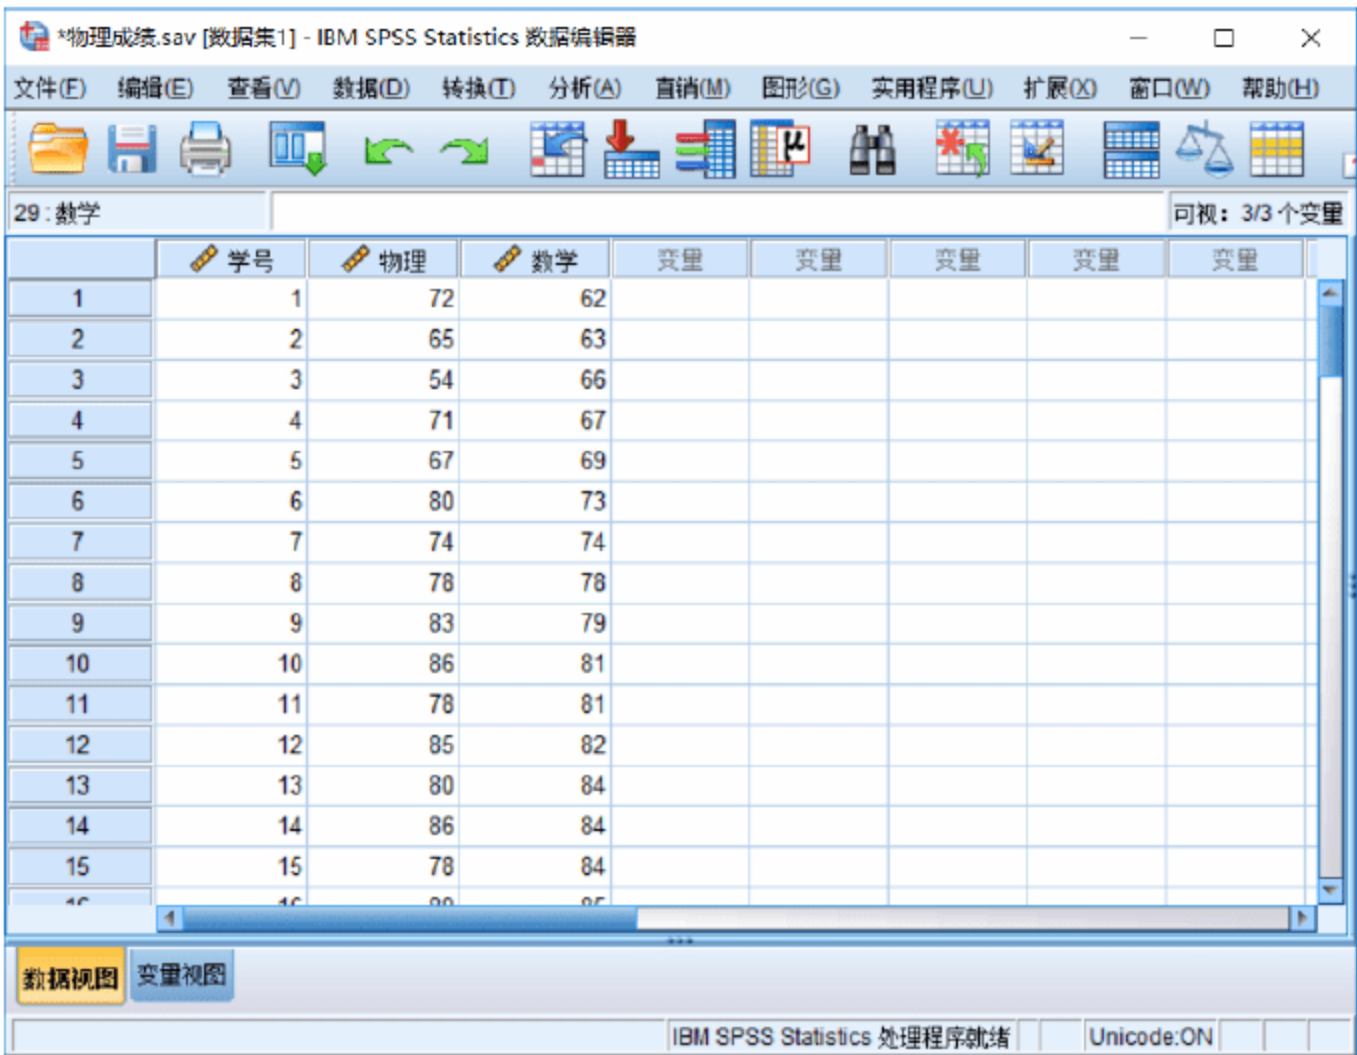 *物理成绩.sav [数据集1] - IBM SPSS Statistics 数据编辑器
文件(F) 编辑(E) 查看(V) 数据(D) 转换(T) 分析(A) 直销(M) 图形(G) 实用程序(U) 扩展(X) 窗口(W) 帮助(H)
29 : 数学 可视： 3/3 个变量
学号 物理 数学 变量 变量 变量 变量 变量
1 1 72 62
2 2 65 63
3 3 54 66
4 4 71 67
5 5 67 69
6 6 80 73
7 7 74 74
8 8 78 78
9 9 83 79
10 10 86 81
11 11 78 81
12 12 85 82
13 13 80 84
14 14 86 84
15 15 78 84
数据视图 变量视图
IBM SPSS Statistics 处理程序就绪 Unicode:ON